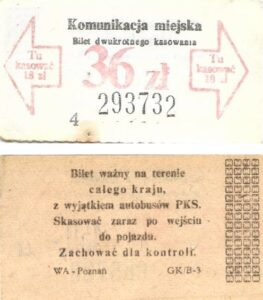 Komunikacja miejska
Bilet dwukrotnego kasowania
Tu
kasować
18 zł
36 zł
Tu
kasować
18 zł
4 293732
Bilet ważny na terenie
całego kraju,
z wyjątkiem autobusów PKS.
Skasować zaraz po wejściu
do pojazdu.
Zachować dla kontroli.
WA - Poznań GK/B-3